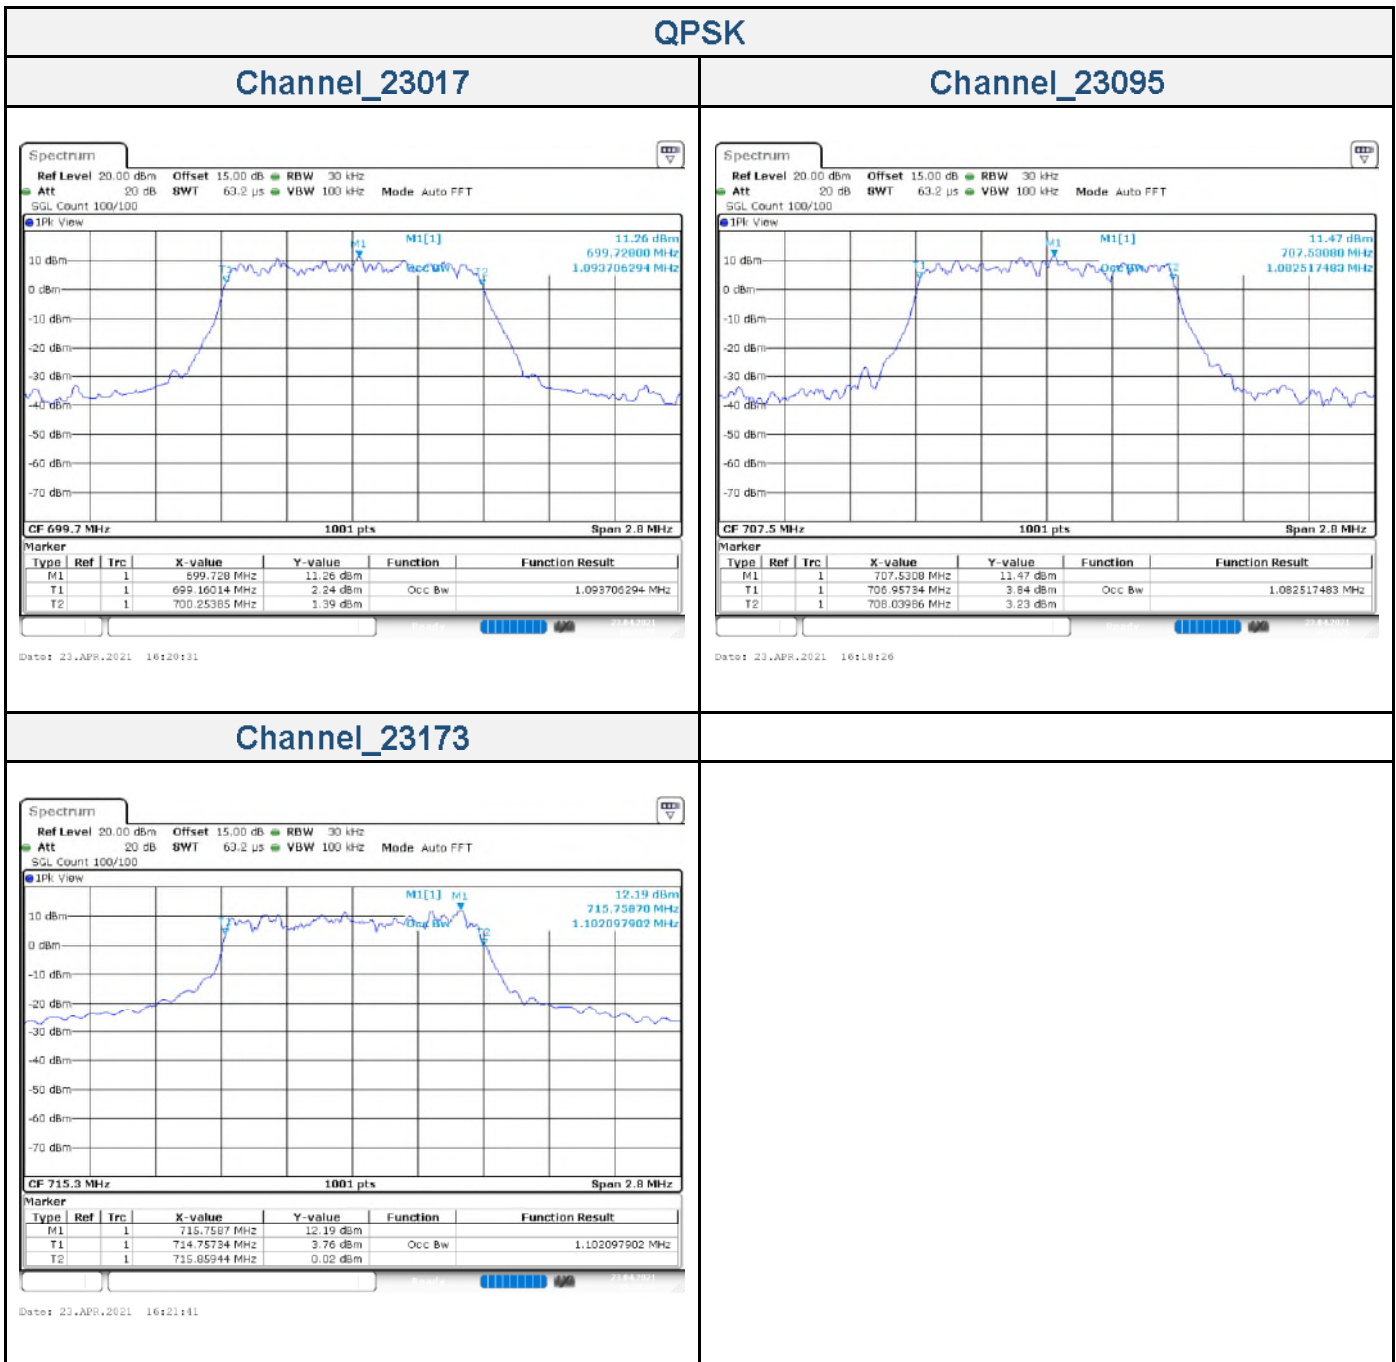 QPSK
Channel_23017
Channel_23095
Spectrum
Ref Level 20.00 dBm Offset 15.00 dB RBW 30 kHz
Att 20 dB SWT 63.2 µs VBW 100 kHz Mode Auto FFT
SGL Count 100/100
1Pk View
M1[1] 11.26 dBm
699.72800 MHz
Occ Bw 1.093706294 MHz
M1
T1
T2
10 dBm
0 dBm
-10 dBm
-20 dBm
-30 dBm
-40 dBm
-50 dBm
-60 dBm
-70 dBm
CF 699.7 MHz 1001 pts Span 2.8 MHz
Marker
Type Ref Trc X-value Y-value Function Function Result
M1 1 699.728 MHz 11.26 dBm
T1 1 699.16014 MHz 2.24 dBm Occ Bw 1.093706294 MHz
T2 1 700.25385 MHz 1.39 dBm
Date: 23.APR.2021 16:20:31
Spectrum
Ref Level 20.00 dBm Offset 15.00 dB RBW 30 kHz
Att 20 dB SWT 63.2 µs VBW 100 kHz Mode Auto FFT
SGL Count 100/100
1Pk View
M1[1] 11.47 dBm
707.53080 MHz
Occ Bw 1.082517483 MHz
M1
T1
T2
10 dBm
0 dBm
-10 dBm
-20 dBm
-30 dBm
-40 dBm
-50 dBm
-60 dBm
-70 dBm
CF 707.5 MHz 1001 pts Span 2.8 MHz
Marker
Type Ref Trc X-value Y-value Function Function Result
M1 1 707.5308 MHz 11.47 dBm
T1 1 706.95734 MHz 3.84 dBm Occ Bw 1.082517483 MHz
T2 1 708.03986 MHz 3.23 dBm
Date: 23.APR.2021 16:18:26
Channel_23173
Spectrum
Ref Level 20.00 dBm Offset 15.00 dB RBW 30 kHz
Att 20 dB SWT 63.2 µs VBW 100 kHz Mode Auto FFT
SGL Count 100/100
1Pk View
M1[1] 12.19 dBm
715.75870 MHz
Occ Bw 1.102097902 MHz
M1
T2
10 dBm
0 dBm
-10 dBm
-20 dBm
-30 dBm
-40 dBm
-50 dBm
-60 dBm
-70 dBm
CF 715.3 MHz 1001 pts Span 2.8 MHz
Marker
Type Ref Trc X-value Y-value Function Function Result
M1 1 715.7587 MHz 12.19 dBm
T1 1 714.75734 MHz 3.76 dBm Occ Bw 1.102097902 MHz
T2 1 715.85944 MHz 0.02 dBm
Date: 23.APR.2021 16:21:41